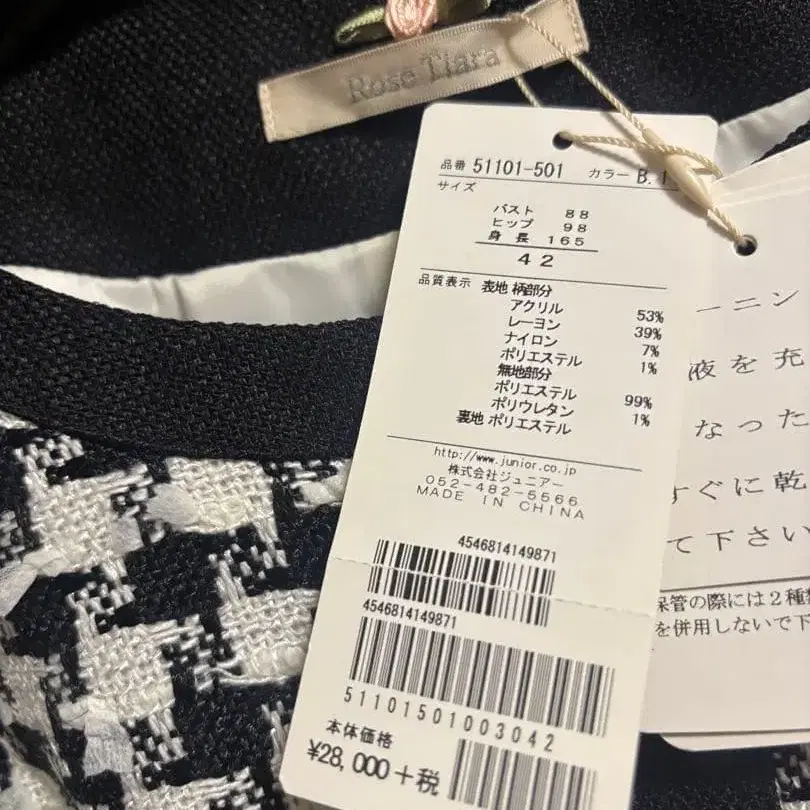 Rose Tiara
品番 51101-501 カラー B.1
サイズ
バスト 88
ヒップ 98
身長 165
42
品質表示 表地 柄部分
アクリル 53%
レーヨン 39%
ナイロン 7%
ポリエステル 1%
無地部分
ポリエステル 99%
ポリウレタン 1%
裏地 ポリエステル
http://www.junior.co.jp
株式会社ジュニアー
052-482-5566
MADE IN CHINA
4546814149871
4546814149871
51101501003042
本体価格
¥28,000+税
ーニン
液を充
なった
すぐに乾
て下さい
保管の際には2種類
を併用しないで下